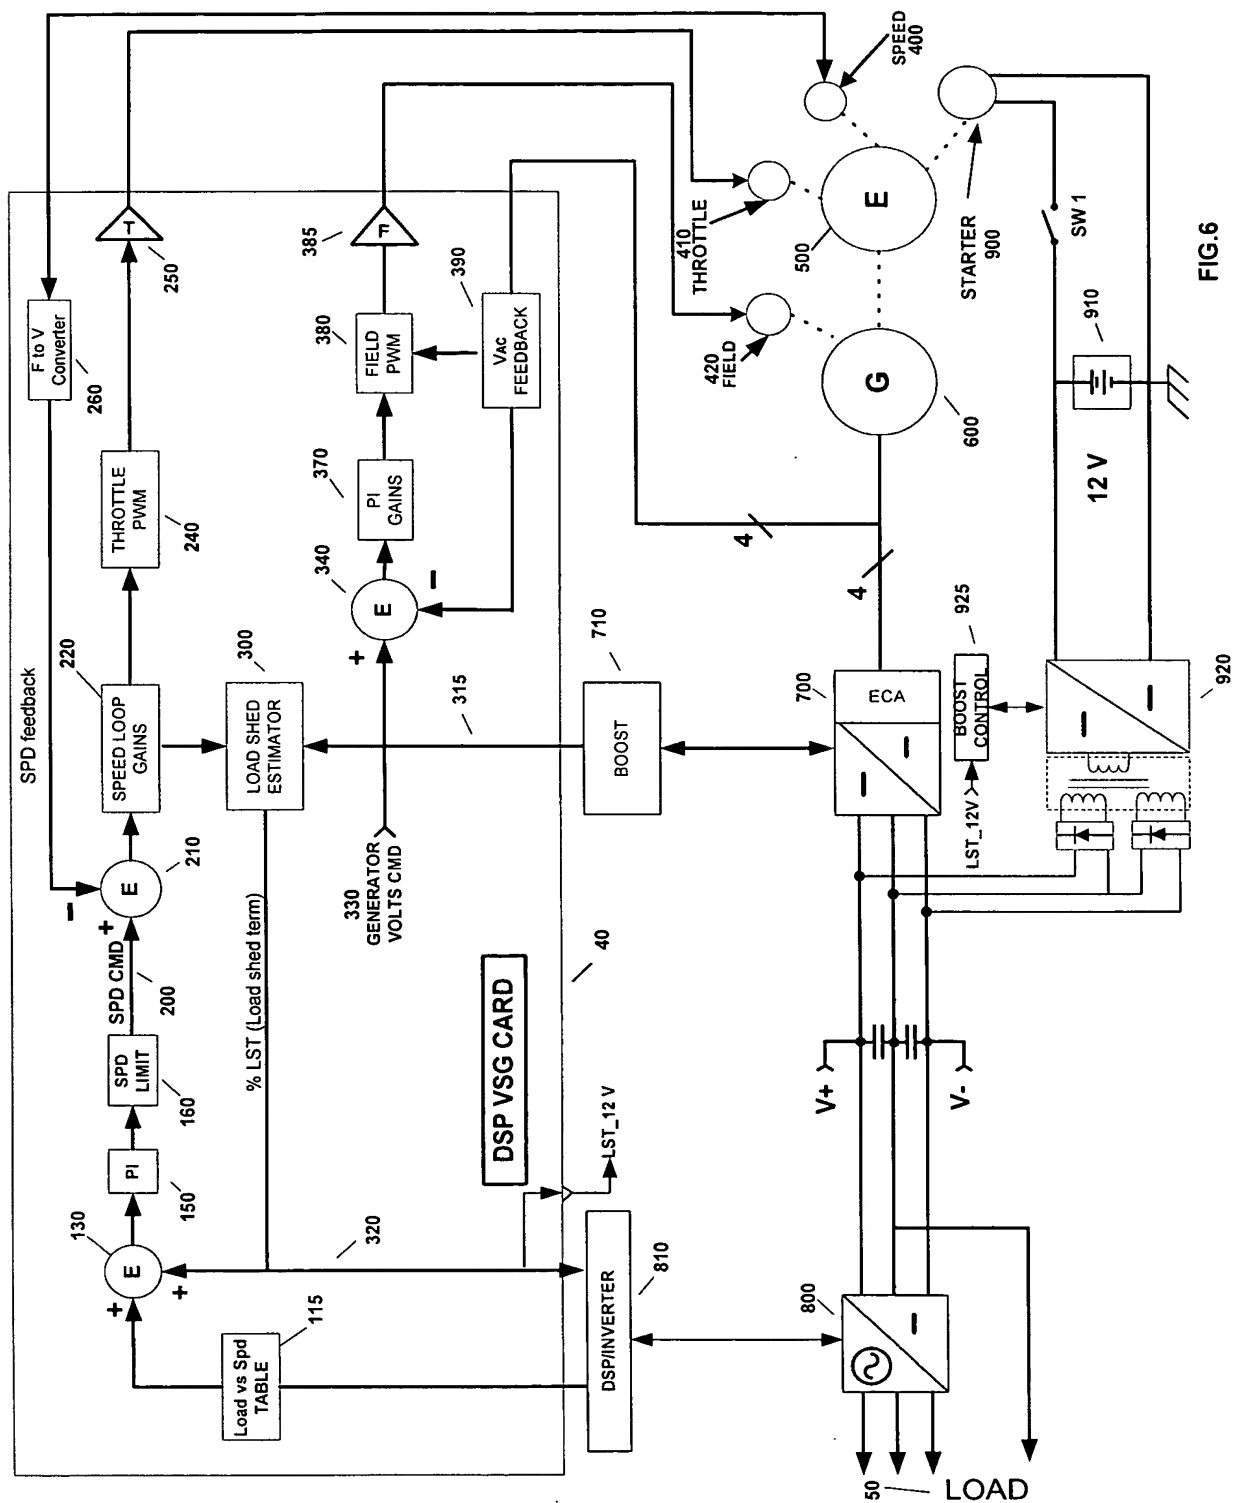 SPD feedback
F to V
Converter
260
T
250
THROTTLE
PWM
240
SPEED LOOP
GAINS
220
E
210
+
−
SPD CMD
200
SPD
LIMIT
160
PI
150
E
130
+
+
Load vs Spd
TABLE
115
LOAD SHED
ESTIMATOR
300
% LST (Load shed term)
315
320
330
GENERATOR
VOLTS CMD
E
340
+
−
PI
GAINS
370
FIELD
PWM
380
F
385
VAC
FEEDBACK
390
DSP VSG CARD
40
LST_12 V
DSP/INVERTER
810
BOOST
710
ECA
700
4
4
G
600
420
FIELD
410
THROTTLE
E
500
SPEED
400
STARTER
900
SW 1
910
12 V
BOOST
CONTROL
925
LST_12V
920
V+
V-
800
50
LOAD
FIG.6